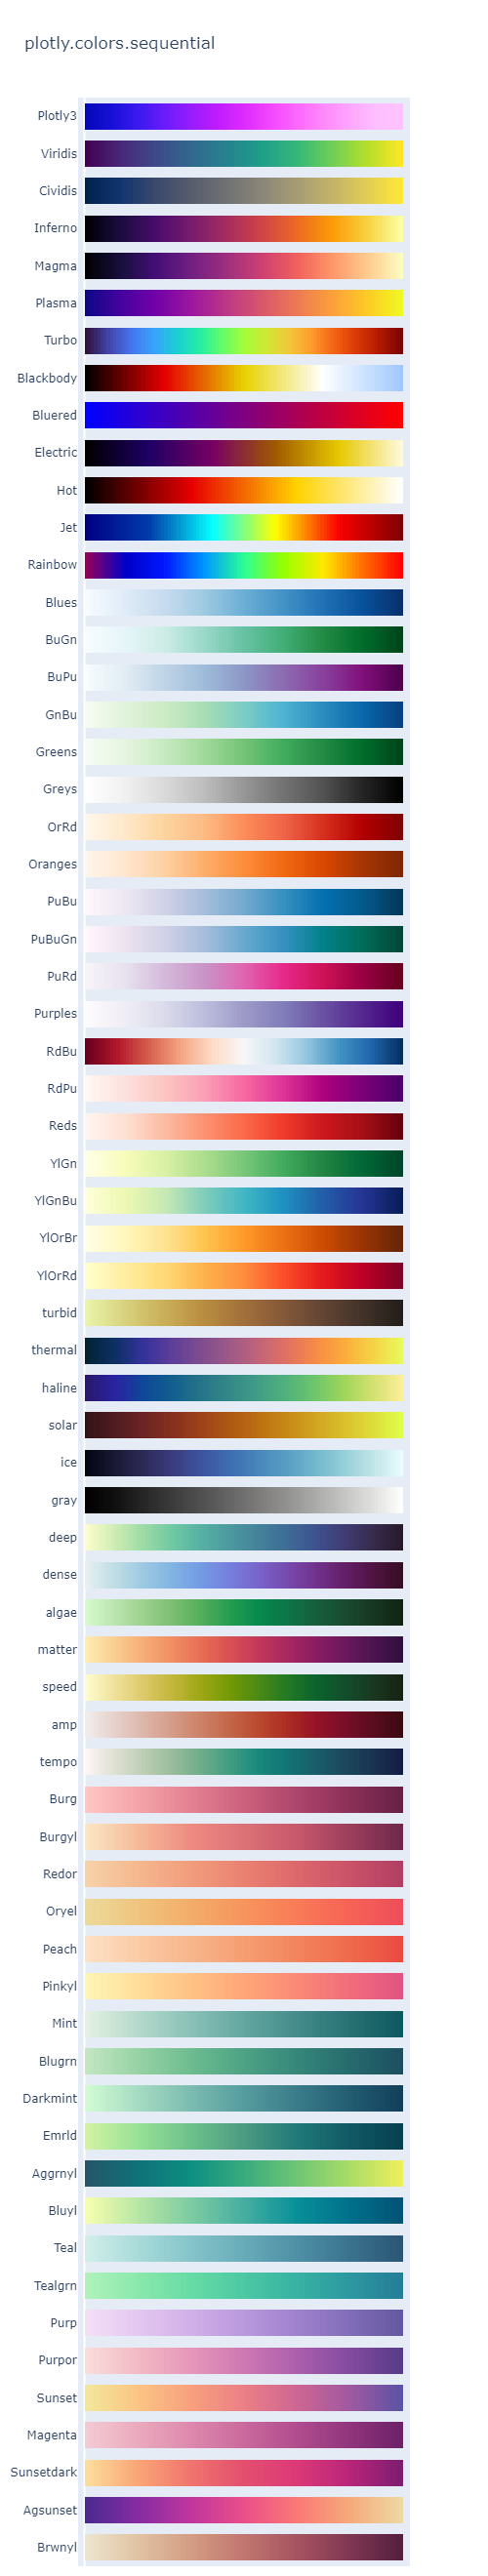 plotly.colors.sequential
Plotly3
Viridis
Cividis
Inferno
Magma
Plasma
Turbo
Blackbody
Bluered
Electric
Hot
Jet
Rainbow
Blues
BuGn
BuPu
GnBu
Greens
Greys
OrRd
Oranges
PuBu
PuBuGn
PuRd
Purples
RdBu
RdPu
Reds
YlGn
YlGnBu
YlOrBr
YlOrRd
turbid
thermal
haline
solar
ice
gray
deep
dense
algae
matter
speed
amp
tempo
Burg
Burgyl
Redor
Oryel
Peach
Pinkyl
Mint
Blugrn
Darkmint
Emrld
Aggrnyl
Bluyl
Teal
Tealgrn
Purp
Purpor
Sunset
Magenta
Sunsetdark
Agsunset
Brwnyl